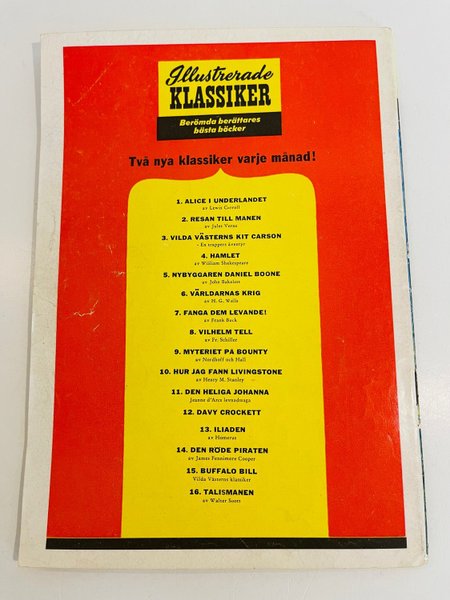 Illustrerade
KLASSIKER
Berömda berättares
bästa böcker
Två nya klassiker varje månad!
1. ALICE I UNDERLANDET
av Lewis Carroll
2. RESAN TILL MÅNEN
av Jules Verne
3. VILDA VÄSTERNS KIT CARSON
- En trappers äventyr
4. HAMLET
av William Shakespeare
5. NYBYGGAREN DANIEL BOONE
av John Bakeless
6. VÄRLDARNAS KRIG
av H. G. Wells
7. FÅNGA DEM LEVANDE!
av Frank Buck
8. VILHELM TELL
av Fr. Schiller
9. MYTERIET PÅ BOUNTY
av Nordhoff och Hall
10. HUR JAG FANN LIVINGSTONE
av Henry M. Stanley
11. DEN HELIGA JOHANNA
Jeanne d'Arcs levnadssaga
12. DAVY CROCKETT
13. ILIADEN
av Homeros
14. DEN RÖDE PIRATEN
av James Fennimore Cooper
15. BUFFALO BILL
Vilda Västerns klassiker
16. TALISMANEN
av Walter Scott